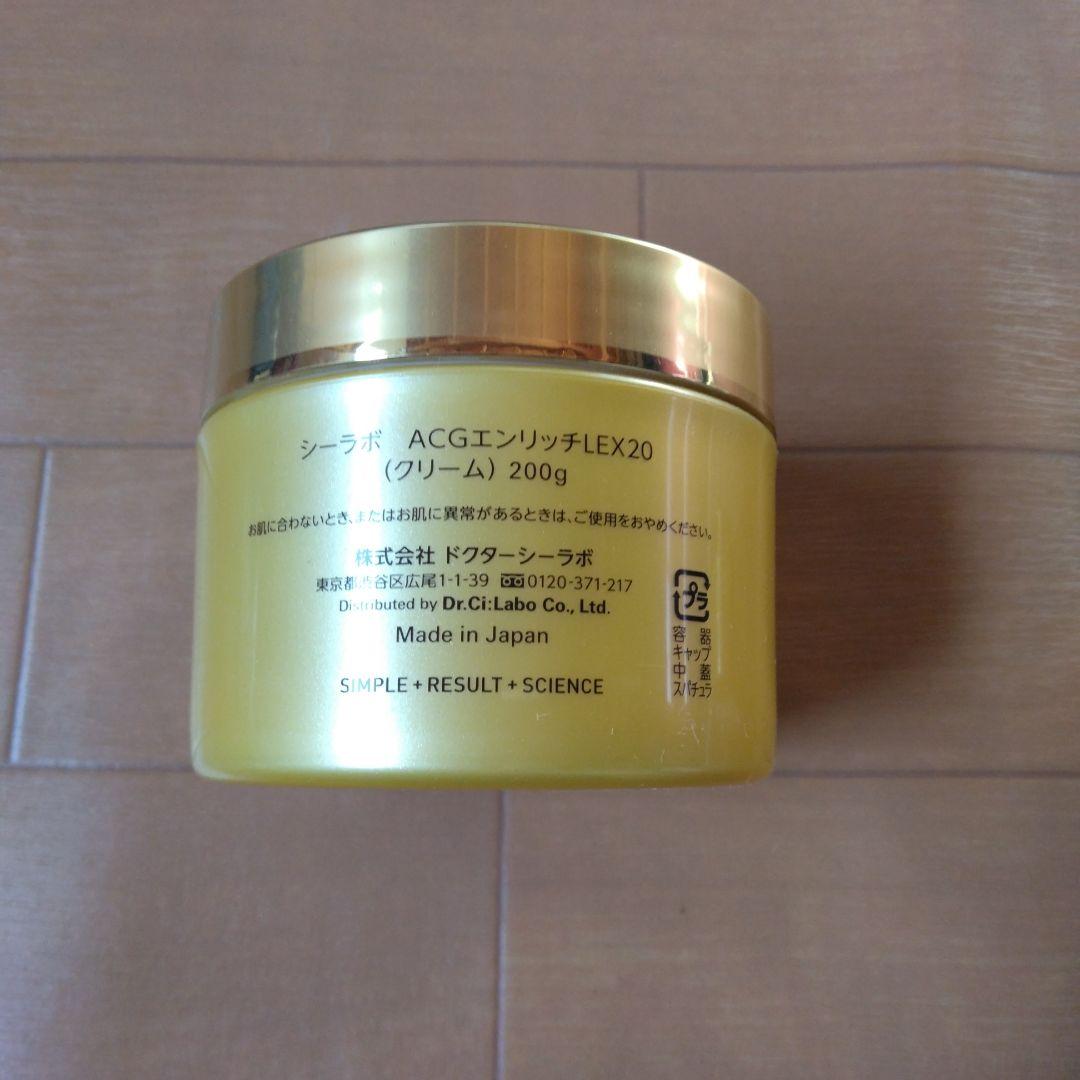 シーラボ　ACGエンリッチLEX20
（クリーム）200g
お肌に合わないとき、またはお肌に異常があるときは、ご使用をおやめください。
株式会社 ドクターシーラボ
東京都渋谷区広尾1-1-39 0120-371-217
Distributed by Dr.Ci:Labo Co., Ltd.
Made in Japan
SIMPLE + RESULT + SCIENCE
プラ
容器
キャップ
中蓋
スパチュラ